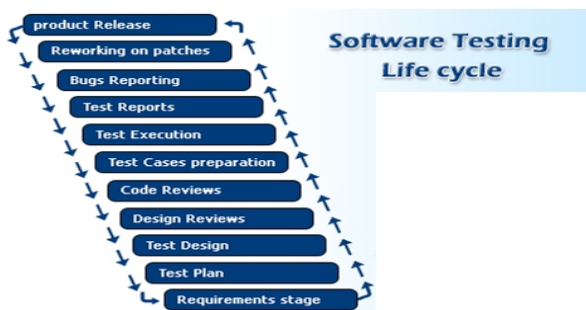 product Release
Reworking on patches
Bugs Reporting
Test Reports
Test Execution
Test Cases preparation
Code Reviews
Design Reviews
Test Design
Test Plan
Requirements stage
Software Testing
Life cycle